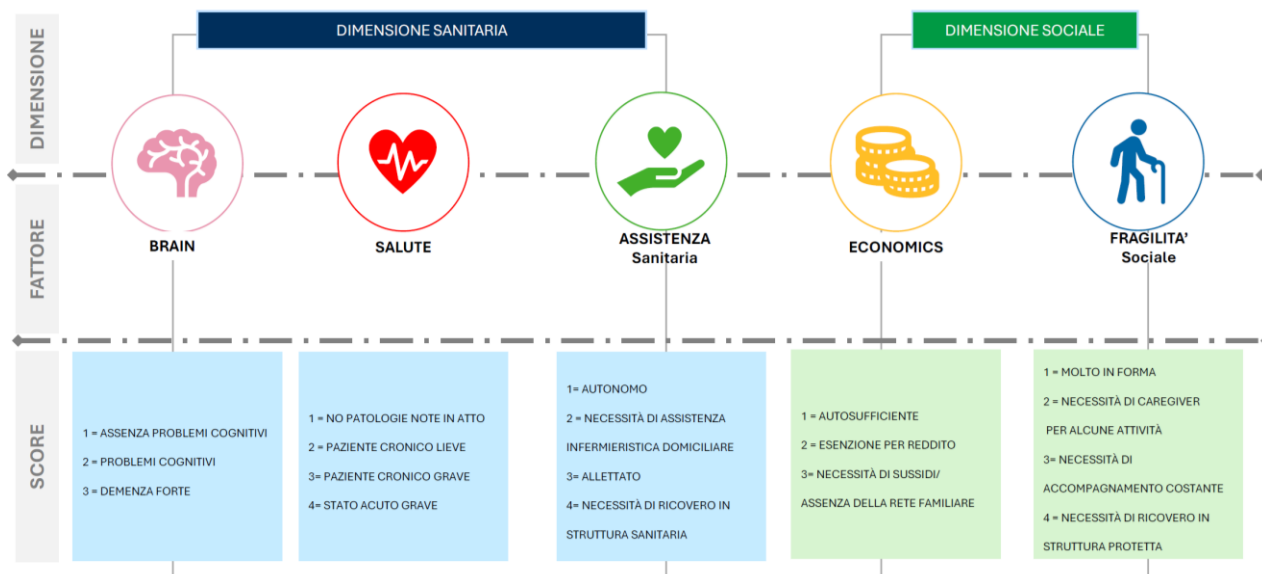 DIMENSIONE
DIMENSIONE SANITARIA
DIMENSIONE SOCIALE
FATTORE
BRAIN
SALUTE
ASSISTENZA
Sanitaria
ECONOMICS
FRAGILITA'
Sociale
SCORE
1 = ASSENZA PROBLEMI COGNITIVI
2 = PROBLEMI COGNITIVI
3 = DEMENZA FORTE
1 = NO PATOLOGIE NOTE IN ATTO
2 = PAZIENTE CRONICO LIEVE
3= PAZIENTE CRONICO GRAVE
4= STATO ACUTO GRAVE
1= AUTONOMO
2 = NECESSITÀ DI ASSISTENZA
INFERMIERISTICA DOMICILIARE
3= ALLETTATO
4= NECESSITÀ DI RICOVERO IN
STRUTTURA SANITARIA
1 = AUTOSUFFICIENTE
2 = ESENZIONE PER REDDITO
3= NECESSITÀ DI SUSSIDI/
ASSENZA DELLA RETE FAMILIARE
1 = MOLTO IN FORMA
2 = NECESSITÀ DI CAREGIVER
PER ALCUNE ATTIVITÀ
3= NECESSITÀ DI
ACCOMPAGNAMENTO COSTANTE
4 = NECESSITÀ DI RICOVERO IN
STRUTTURA PROTETTA